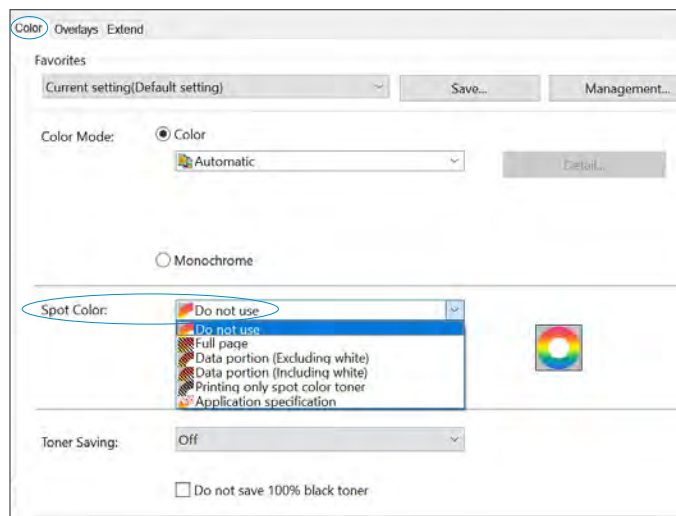 Color Overlays Extend
Favorites
Current setting(Default setting) Save... Management...
Color Mode: Color
Automatic Detail...
Monochrome
Spot Color: Do not use
Do not use
Full page
Data portion (Excluding white)
Data portion (Including white)
Printing only spot color toner
Application specification
Toner Saving: Off
Do not save 100% black toner